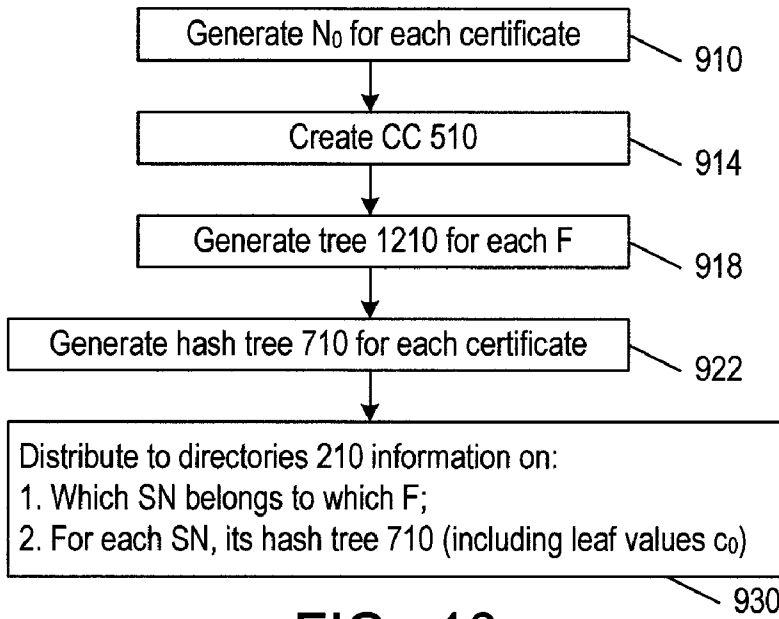 Generate N₀ for each certificate
910
Create CC 510
914
Generate tree 1210 for each F
918
Generate hash tree 710 for each certificate
922
Distribute to directories 210 information on:
1. Which SN belongs to which F;
2. For each SN, its hash tree 710 (including leaf values c₀)
930